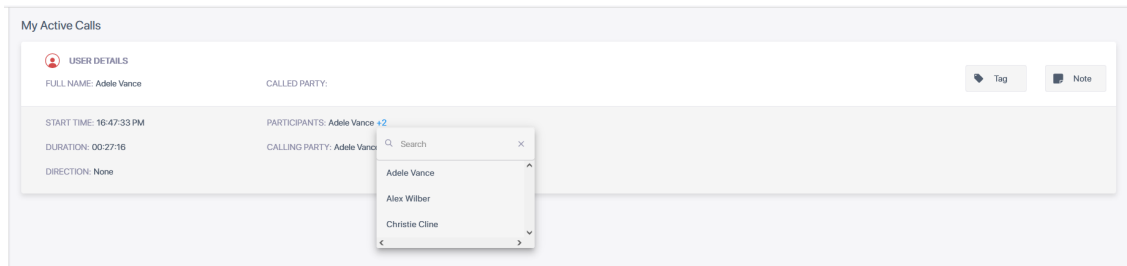 My Active Calls
USER DETAILS
FULL NAME: Adele Vance
CALLED PARTY:
Tag
Note
START TIME: 16:47:33 PM
PARTICIPANTS: Adele Vance +2
DURATION: 00:27:16
CALLING PARTY: Adele Vance
DIRECTION: None
Search
Adele Vance
Alex Wilber
Christie Cline